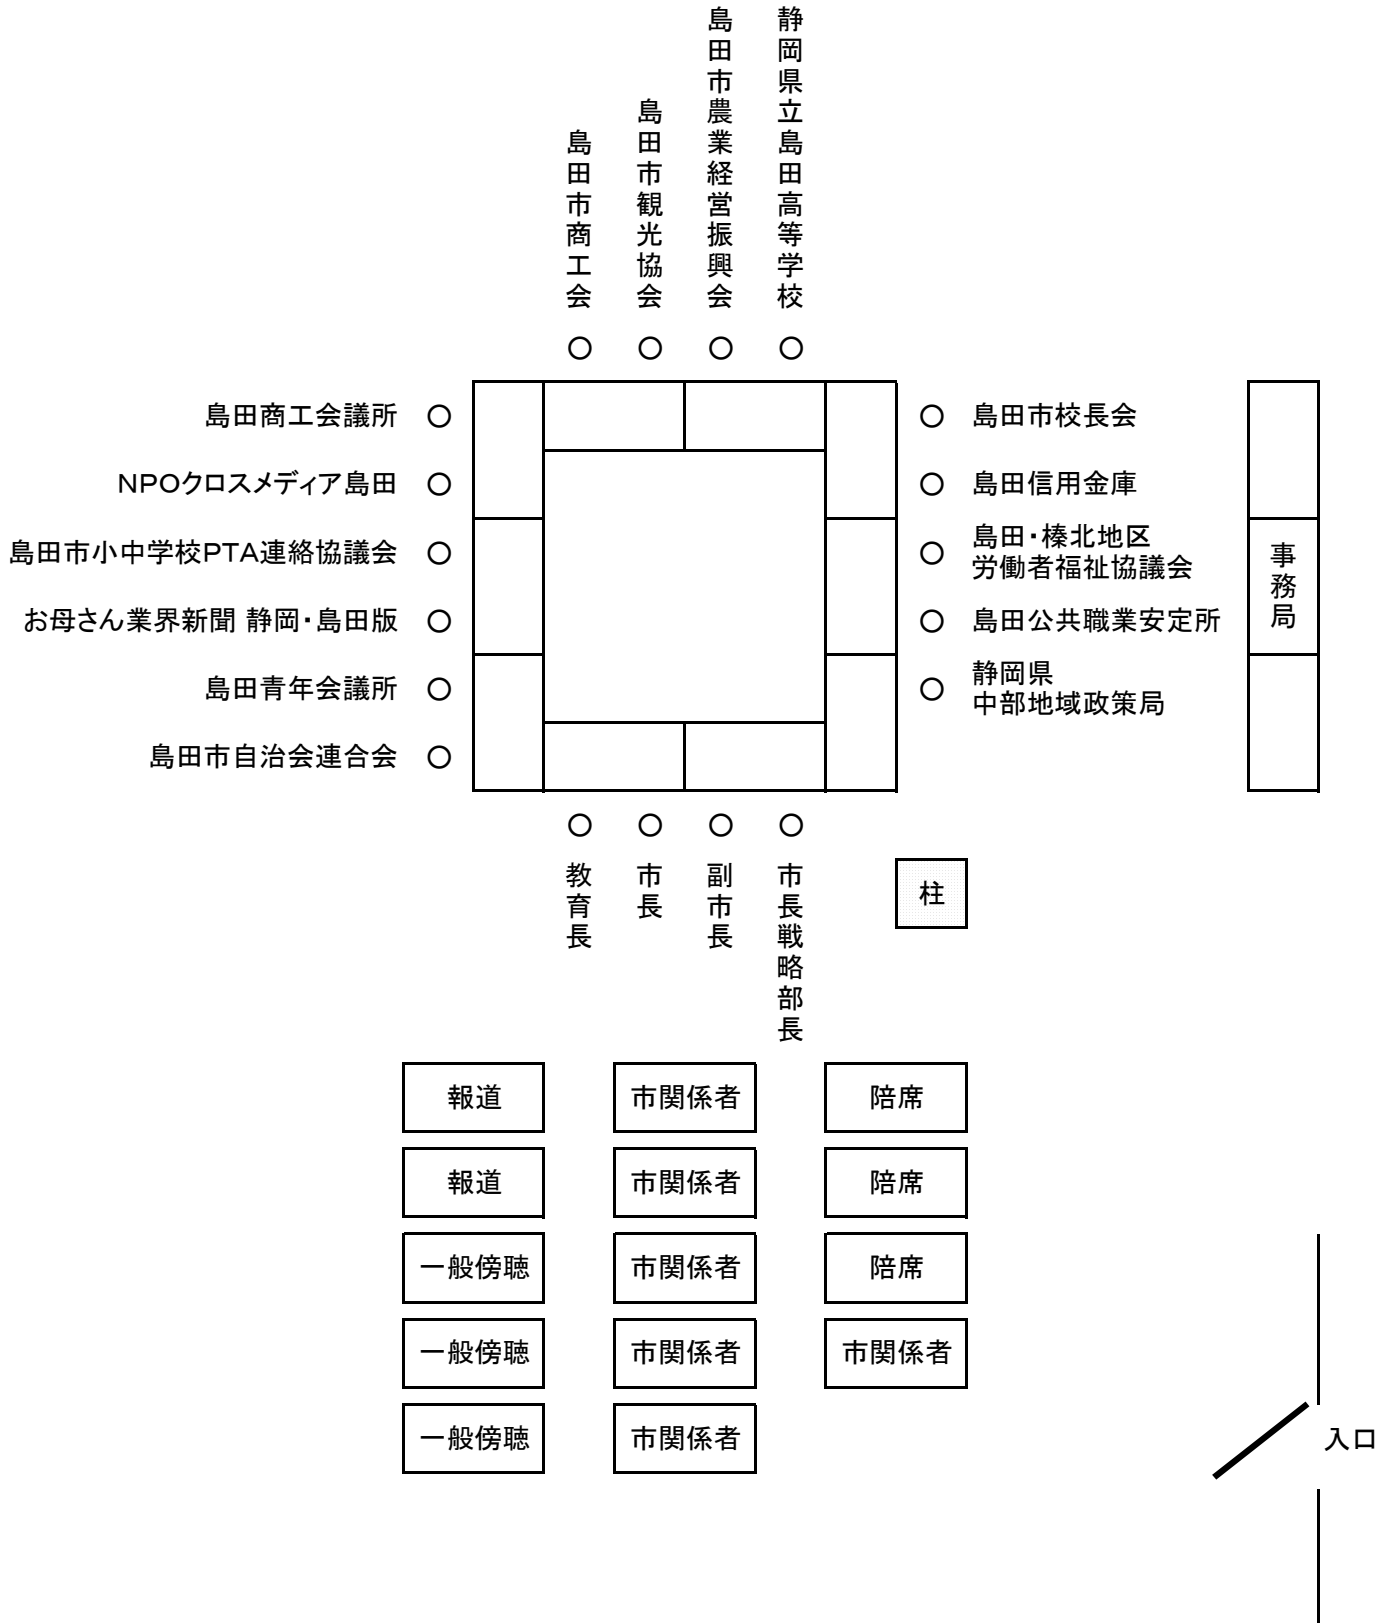 島田市商工会
島田市観光協会
島田市農業経営振興会
静岡県立島田高等学校
島田商工会議所
NPOクロスメディア島田
島田市小中学校PTA連絡協議会
お母さん業界新聞 静岡・島田版
島田青年会議所
島田市自治会連合会
島田市校長会
島田信用金庫
島田・榛北地区
労働者福祉協議会
島田公共職業安定所
静岡県
中部地域政策局
事務局
教育長
市長
副市長
市長戦略部長
柱
報道
市関係者
陪席
報道
市関係者
陪席
一般傍聴
市関係者
陪席
一般傍聴
市関係者
市関係者
一般傍聴
市関係者
入口